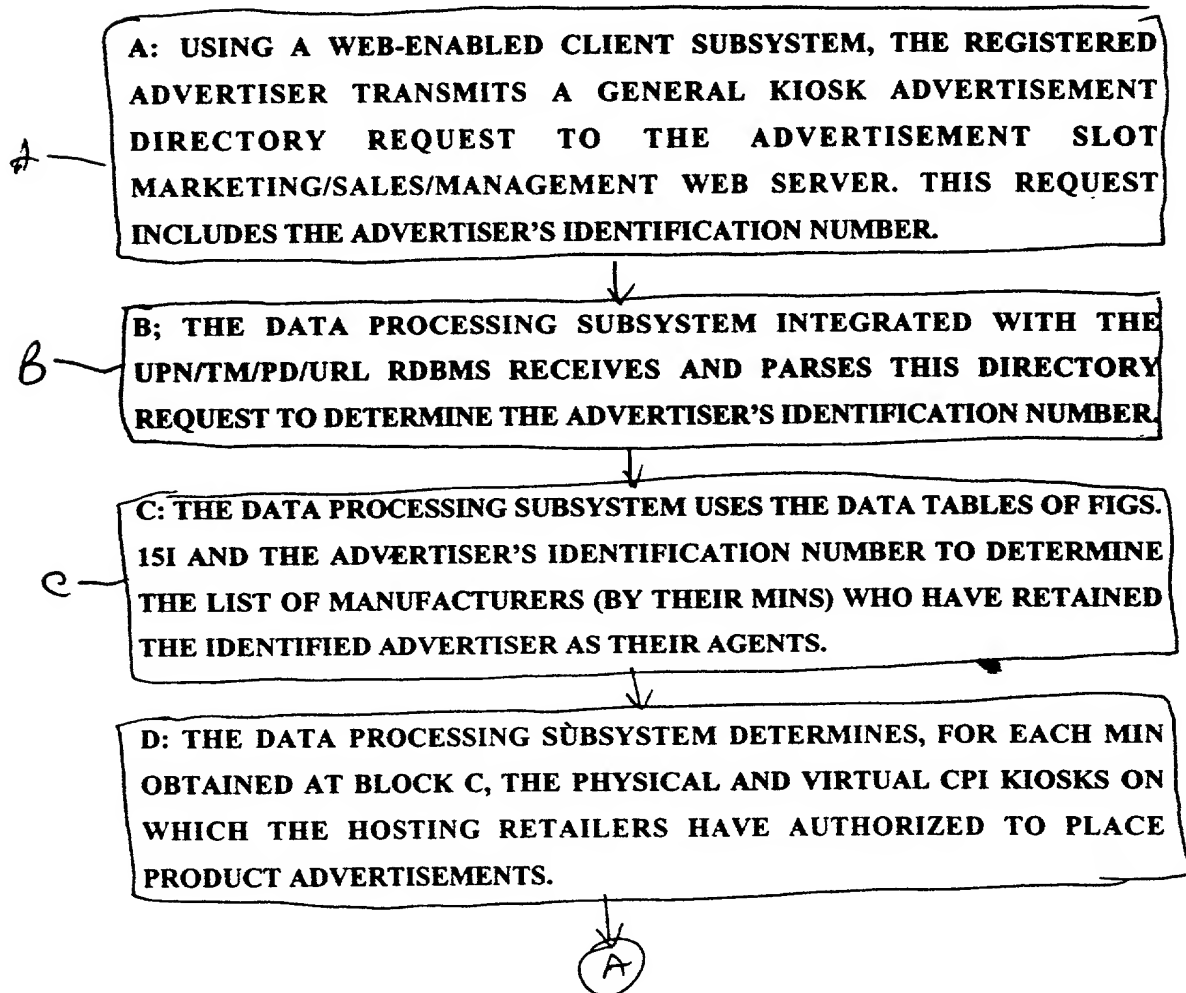 A: USING A WEB-ENABLED CLIENT SUBSYSTEM, THE REGISTERED
ADVERTISER TRANSMITS A GENERAL KIOSK ADVERTISEMENT
DIRECTORY REQUEST TO THE ADVERTISEMENT SLOT
A
MARKETING/SALES/MANAGEMENT WEB SERVER. THIS REQUEST
INCLUDES THE ADVERTISER'S IDENTIFICATION NUMBER.
B; THE DATA PROCESSING SUBSYSTEM INTEGRATED WITH THE
B
UPN/TM/PD/URL RDBMS RECEIVES AND PARSES THIS DIRECTORY
REQUEST TO DETERMINE THE ADVERTISER'S IDENTIFICATION NUMBER.
C: THE DATA PROCESSING SUBSYSTEM USES THE DATA TABLES OF FIGS.
15I AND THE ADVERTISER'S IDENTIFICATION NUMBER TO DETERMINE
C
THE LIST OF MANUFACTURERS (BY THEIR MINS) WHO HAVE RETAINED
THE IDENTIFIED ADVERTISER AS THEIR AGENTS.
D: THE DATA PROCESSING SUBSYSTEM DETERMINES, FOR EACH MIN
OBTAINED AT BLOCK C, THE PHYSICAL AND VIRTUAL CPI KIOSKS ON
WHICH THE HOSTING RETAILERS HAVE AUTHORIZED TO PLACE
PRODUCT ADVERTISEMENTS.
A